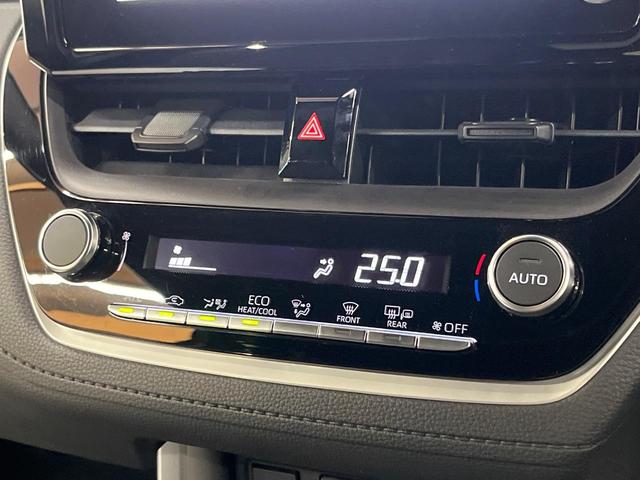 25.0
AUTO
A/C
ECO
HEAT/COOL
FRONT
REAR
OFF